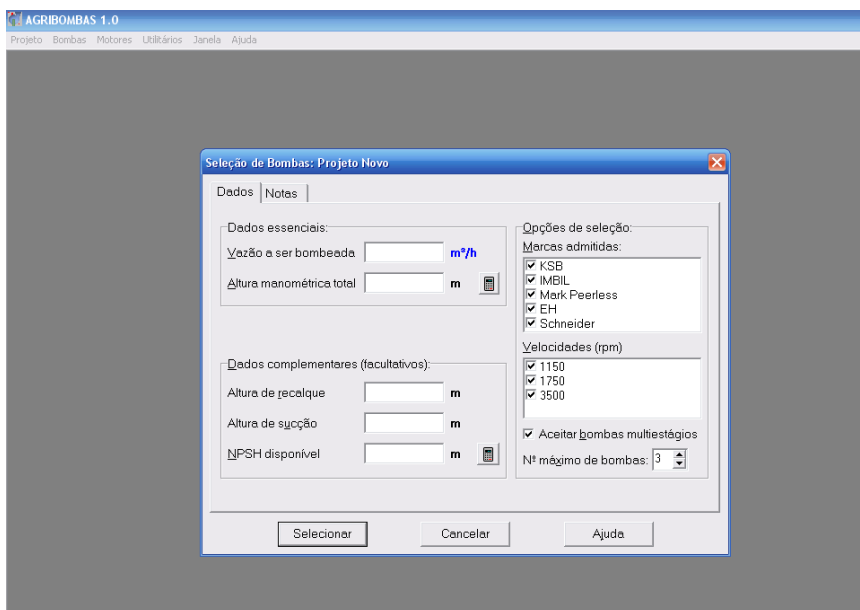 AGRIBOMBAS 1.0
Projeto Bombas Motores Utilitários Janela Ajuda
Seleção de Bombas: Projeto Novo
Dados Notas
Dados essenciais:
Vazão a ser bombeada m³/h
Altura manométrica total m
Dados complementares (facultativos):
Altura de recalque m
Altura de sucção m
NPSH disponível m
Opções de seleção:
Marcas admitidas:
KSB
IMBIL
Mark Peerless
EH
Schneider
Velocidades (rpm)
1150
1750
3500
Aceitar bombas multiestágios
Nº máximo de bombas: 3
Selecionar Cancelar Ajuda